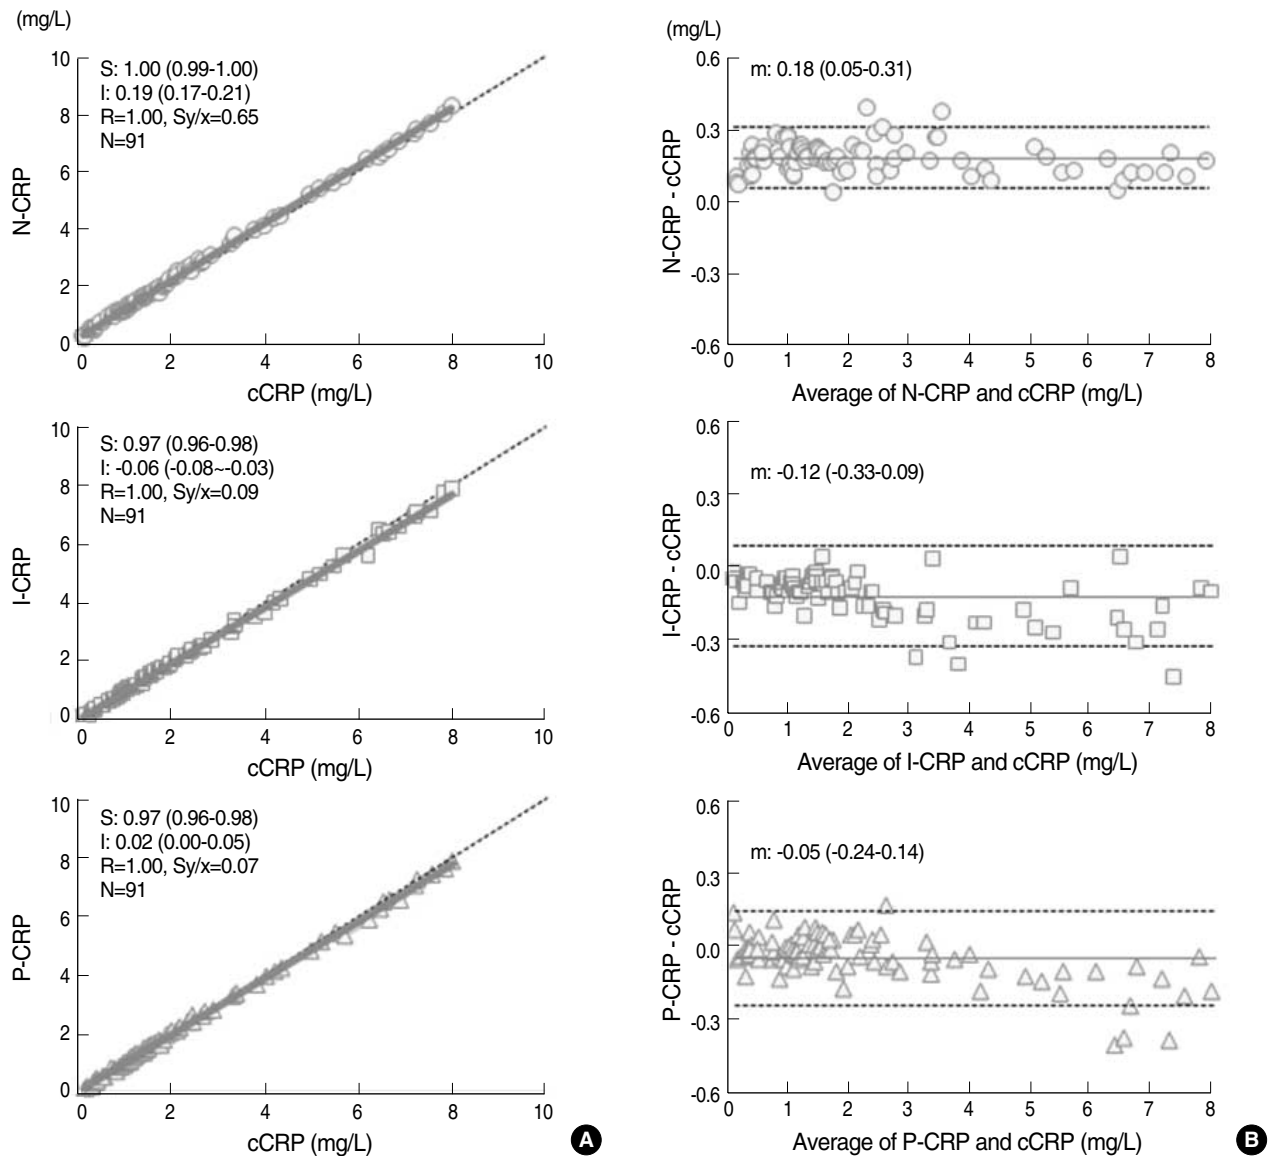 (mg/L)
10
8
6
4
2
0
N-CRP
S: 1.00 (0.99-1.00)
I: 0.19 (0.17-0.21)
R=1.00, Sy/x=0.65
N=91
0 2 4 6 8 10
cCRP (mg/L)
10
8
6
4
2
0
I-CRP
S: 0.97 (0.96-0.98)
I: -0.06 (-0.08~-0.03)
R=1.00, Sy/x=0.09
N=91
0 2 4 6 8 10
cCRP (mg/L)
10
8
6
4
2
0
P-CRP
S: 0.97 (0.96-0.98)
I: 0.02 (0.00-0.05)
R=1.00, Sy/x=0.07
N=91
0 2 4 6 8 10
cCRP (mg/L)
A
(mg/L)
0.6
0.3
0.0
-0.3
-0.6
N-CRP - cCRP
m: 0.18 (0.05-0.31)
0 1 2 3 4 5 6 7 8
Average of N-CRP and cCRP (mg/L)
0.6
0.3
0.0
-0.3
-0.6
I-CRP - cCRP
m: -0.12 (-0.33-0.09)
0 1 2 3 4 5 6 7 8
Average of I-CRP and cCRP (mg/L)
0.6
0.3
0.0
-0.3
-0.6
P-CRP - cCRP
m: -0.05 (-0.24-0.14)
0 1 2 3 4 5 6 7 8
Average of P-CRP and cCRP (mg/L)
B